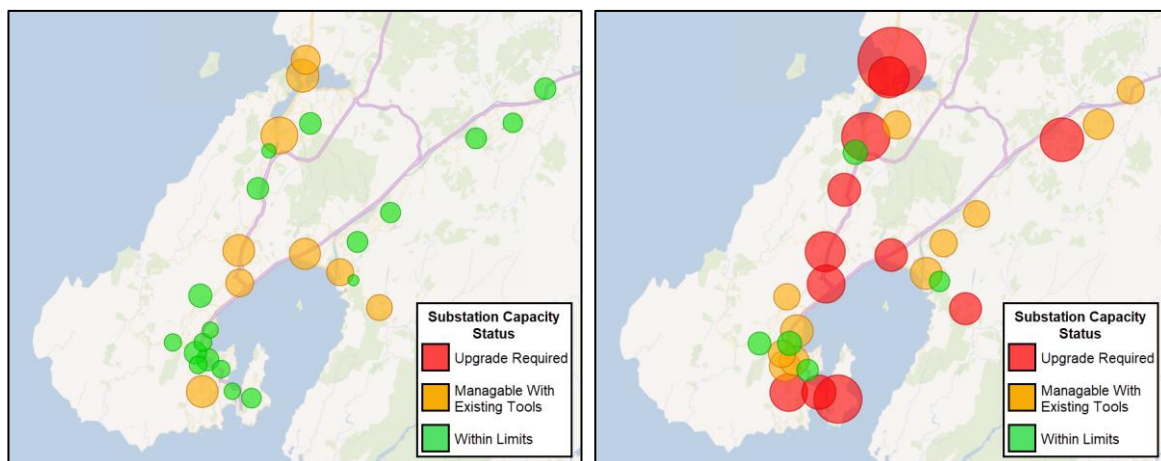 Substation Capacity
Status
Upgrade Required
Managable With
Existing Tools
Within Limits
Substation Capacity
Status
Upgrade Required
Managable With
Existing Tools
Within Limits